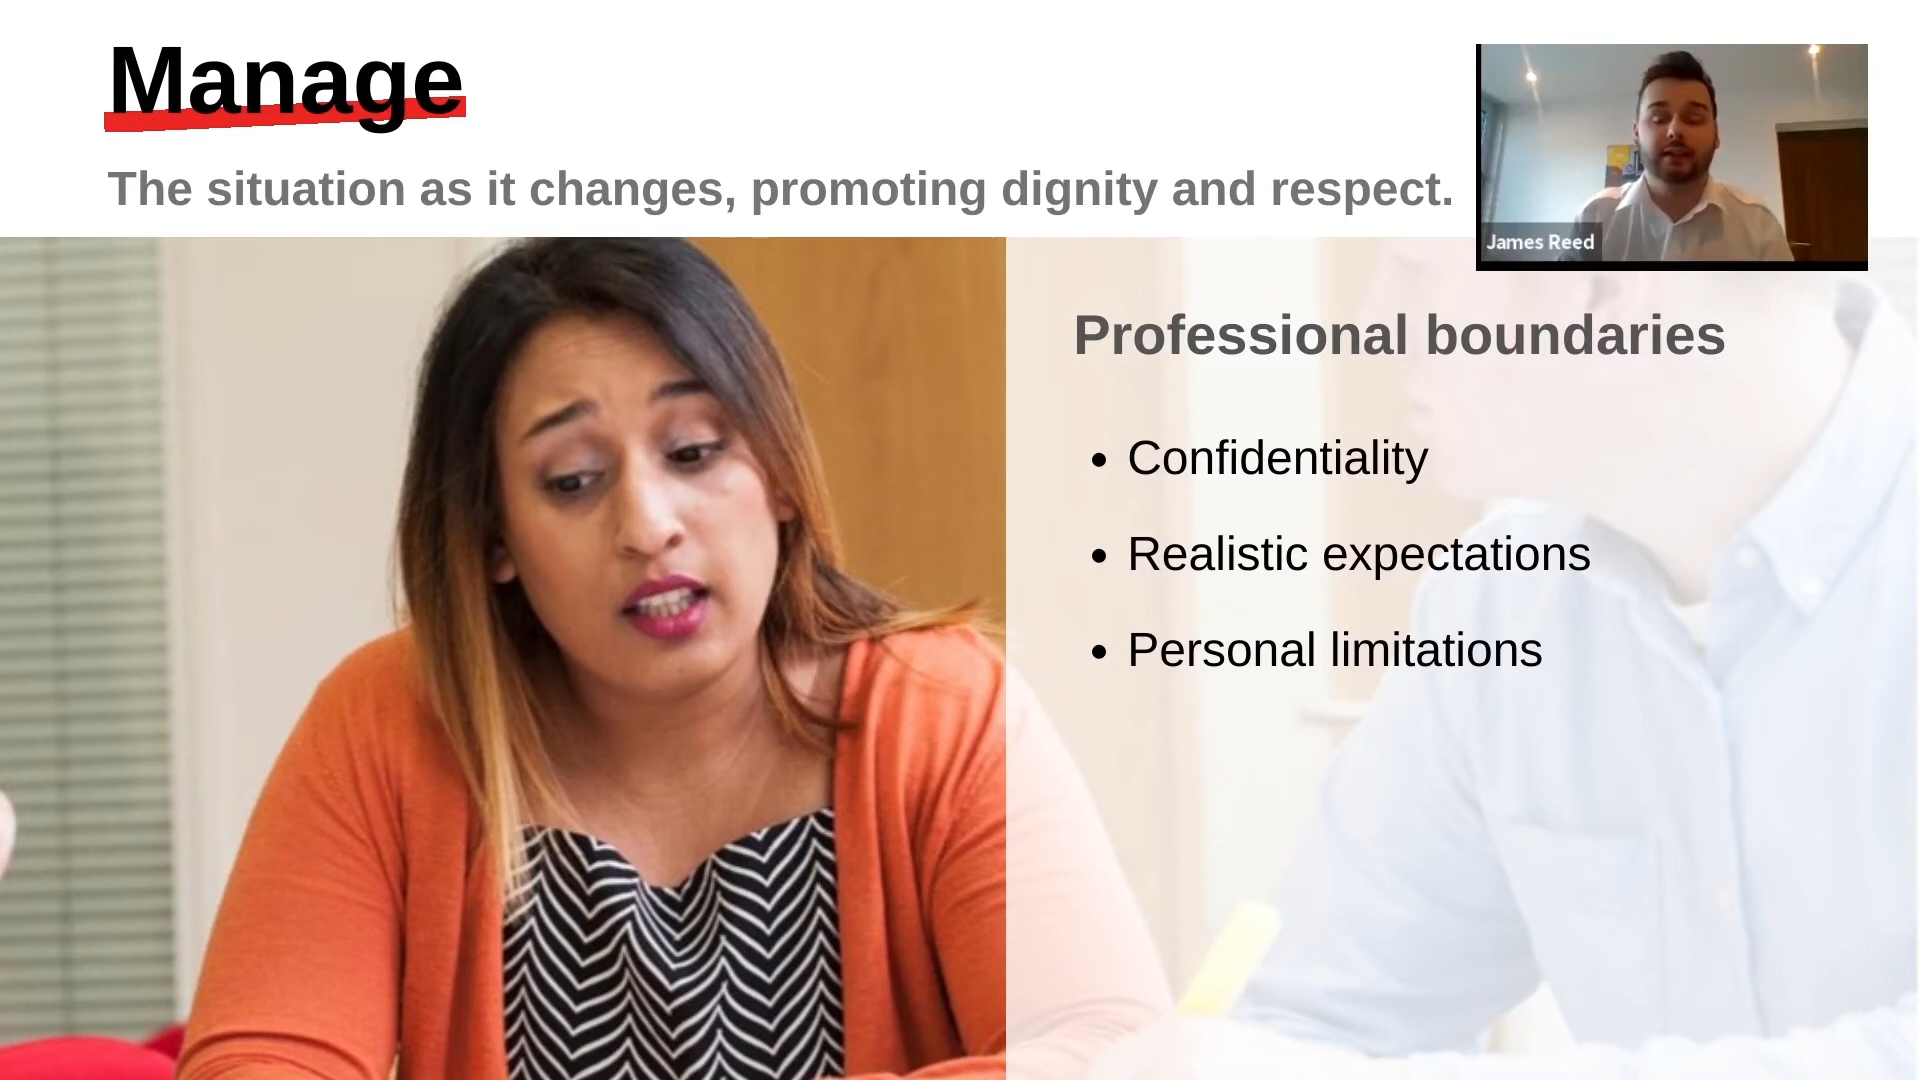 Manage
The situation as it changes, promoting dignity and respect.
James Reed
Professional boundaries
• Confidentiality
• Realistic expectations
• Personal limitations